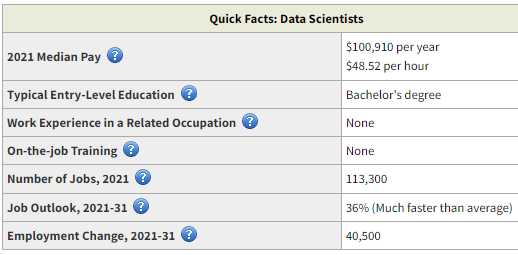 Quick Facts: Data Scientists
2021 Median Pay ? $100,910 per year
$48.52 per hour
Typical Entry-Level Education ? Bachelor's degree
Work Experience in a Related Occupation ? None
On-the-job Training ? None
Number of Jobs, 2021 ? 113,300
Job Outlook, 2021-31 ? 36% (Much faster than average)
Employment Change, 2021-31 ? 40,500